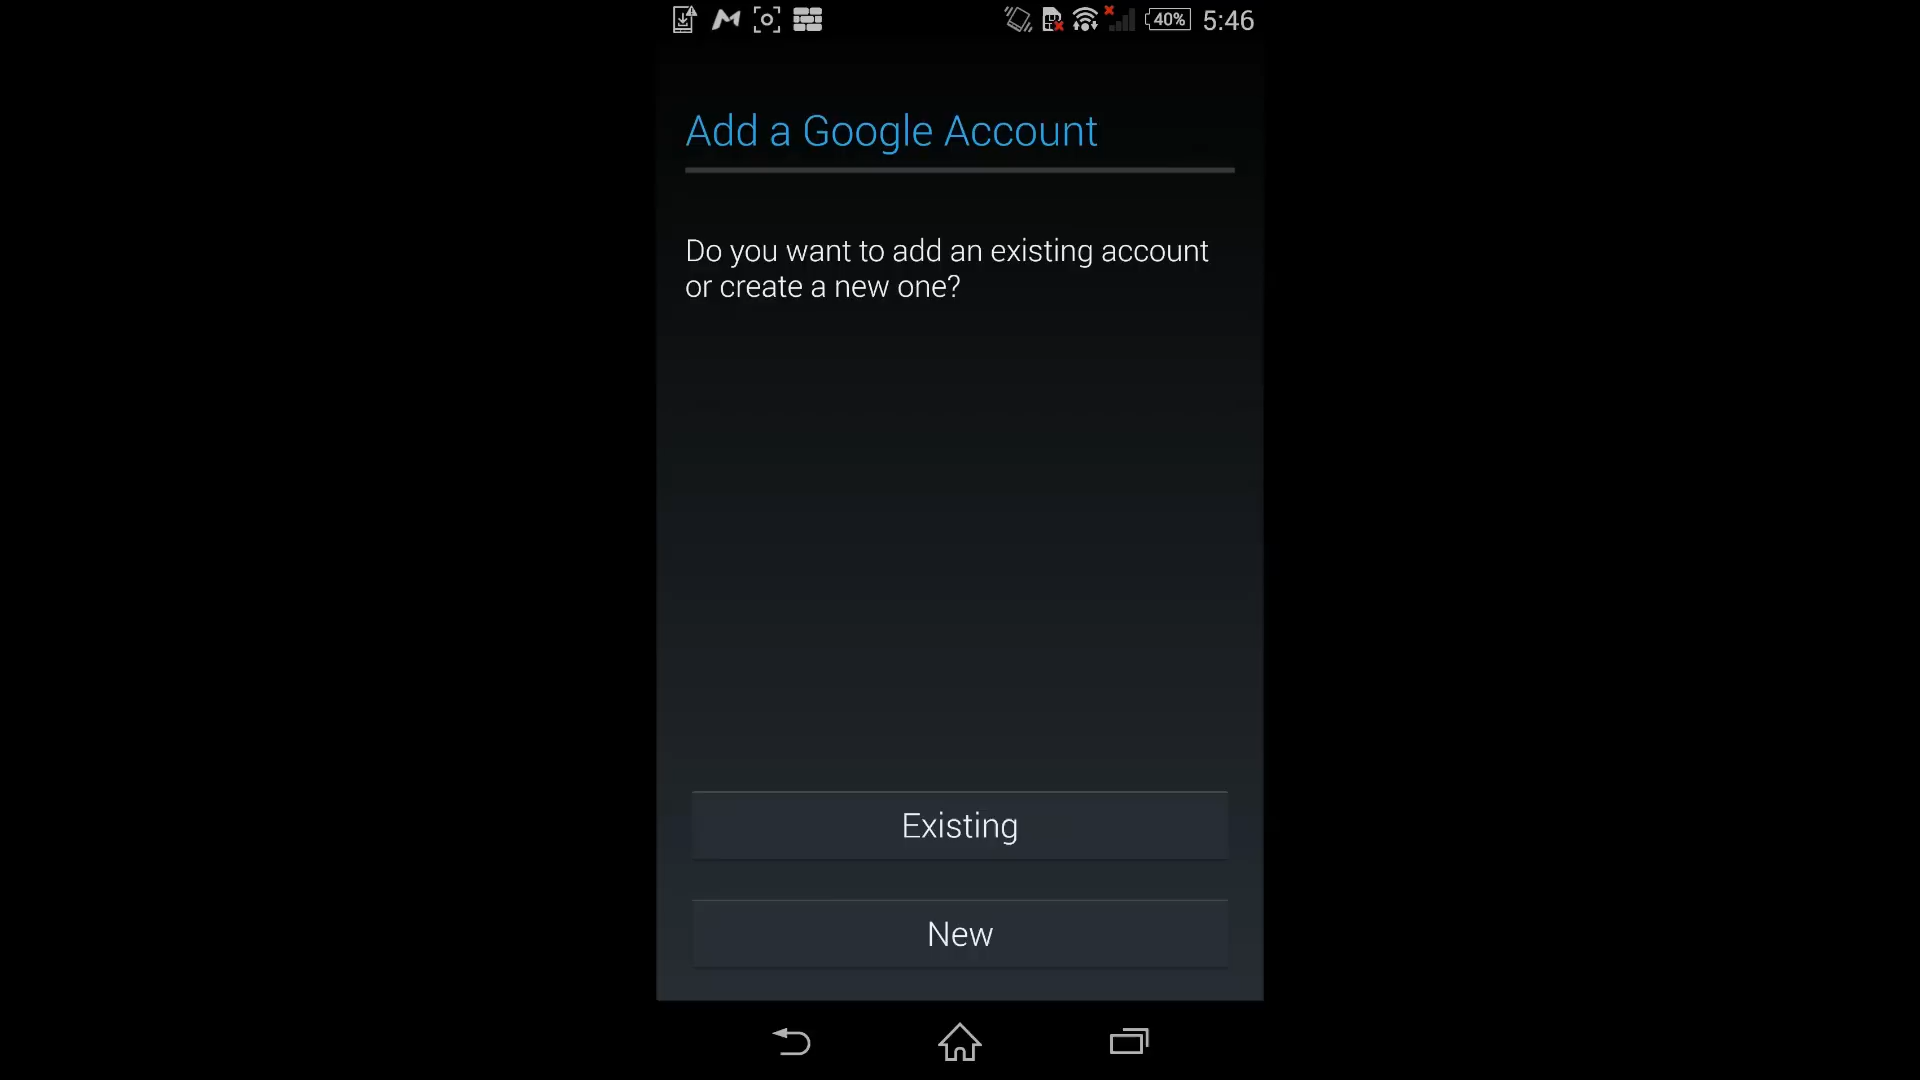 40% 5:46
Add a Google Account
Do you want to add an existing account
or create a new one?
Existing
New